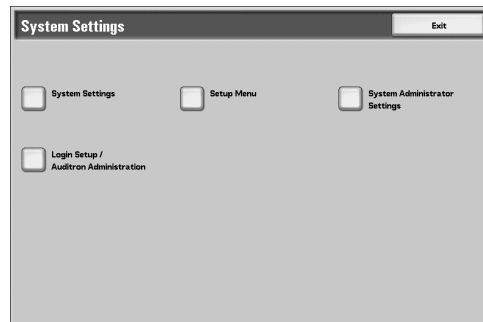 System Settings
Exit
System Settings
Setup Menu
System Administrator
Settings
Login Setup /
Auditron Administration